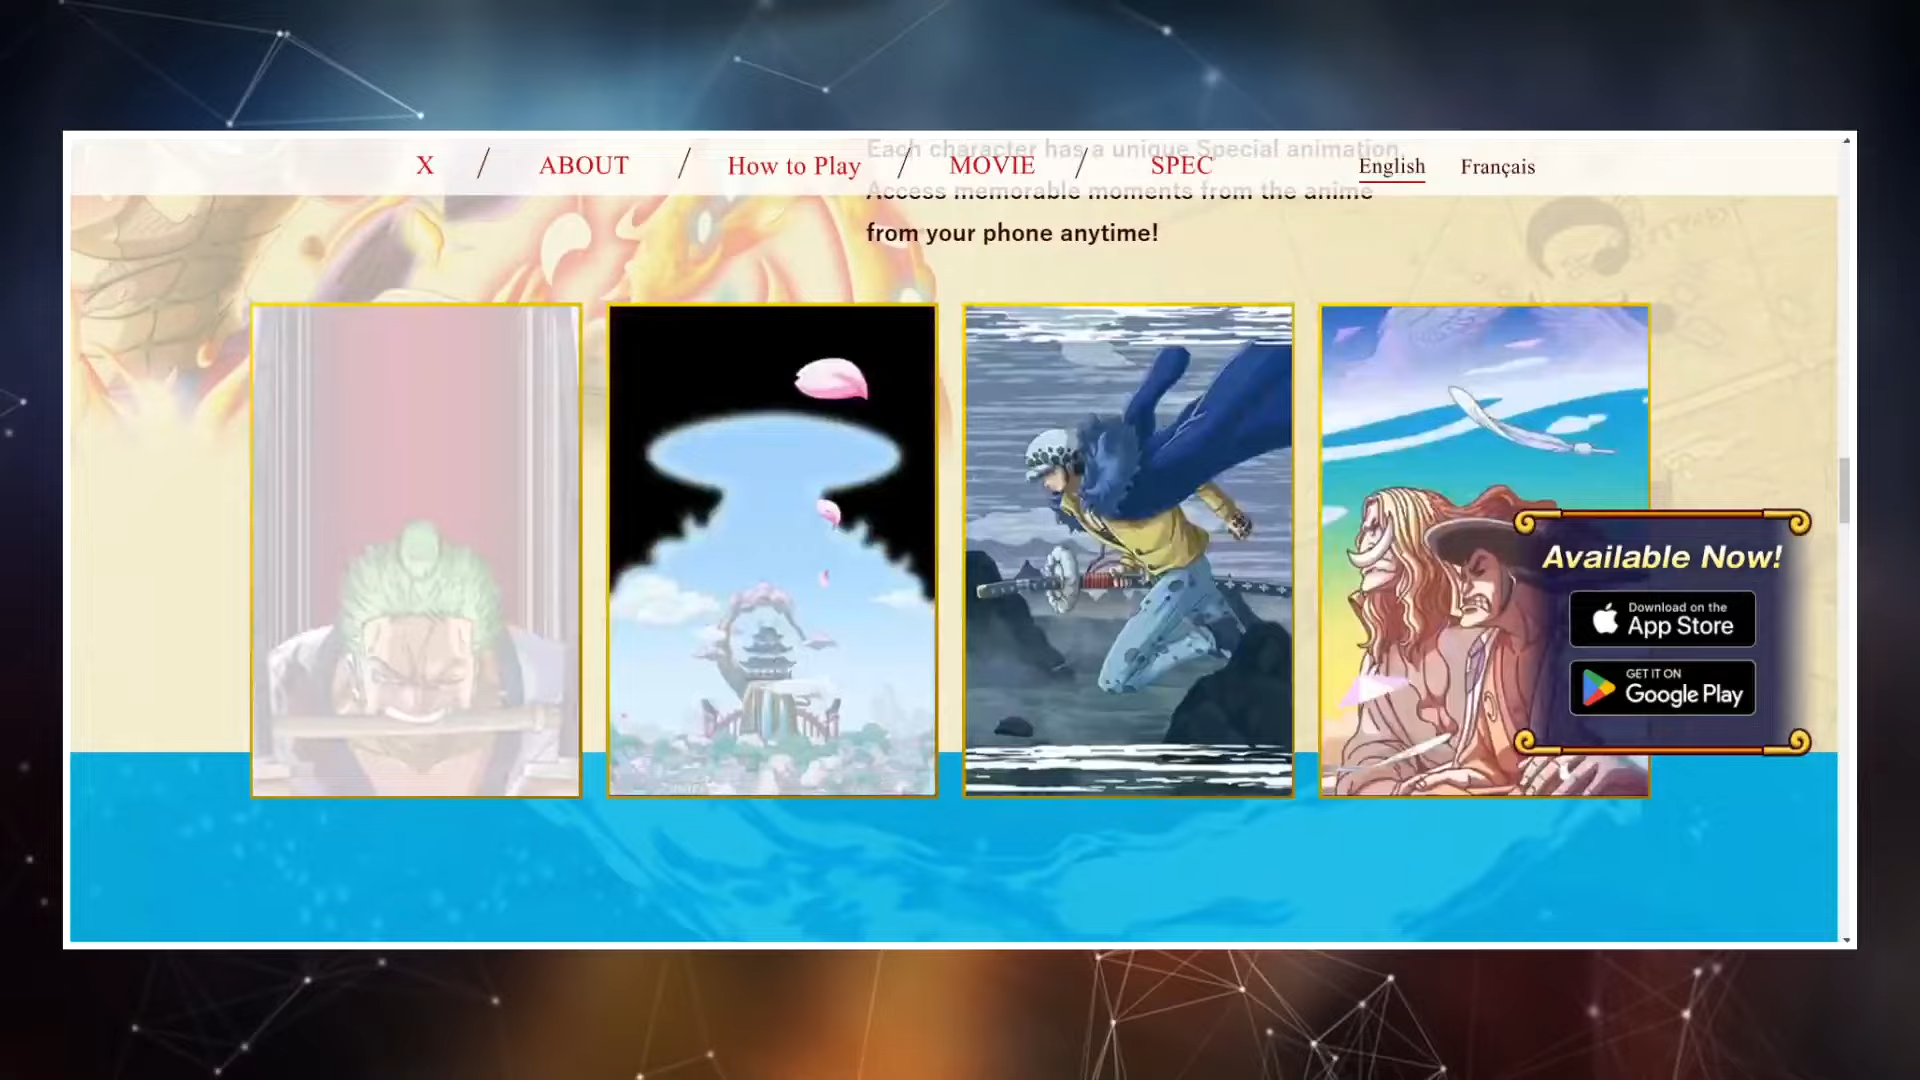 X / ABOUT / How to Play / MOVIE / SPEC English Français
Each character has a unique Special animation.
Access memorable moments from the anime
from your phone anytime!
Available Now!
Download on the
App Store
GET IT ON
Google Play